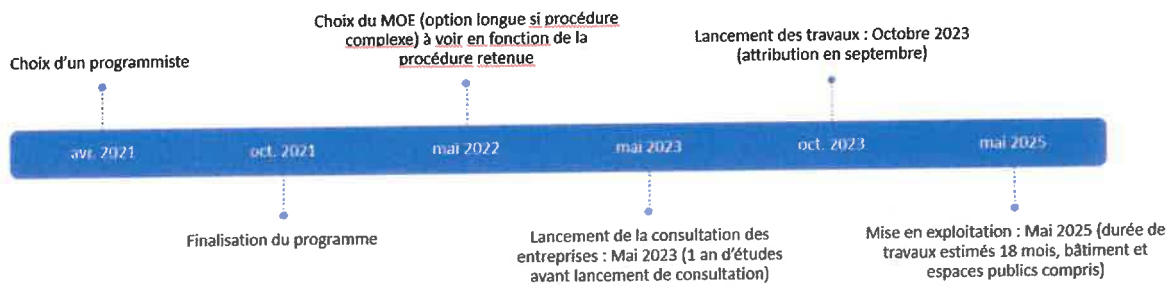 Choix d'un programmiste
Choix du MOE (option longue si procédure
complexe) à voir en fonction de la
procédure retenue
Lancement des travaux : Octobre 2023
(attribution en septembre)
avr. 2021
oct. 2021
mai 2022
mai 2023
oct. 2023
mai 2025
Finalisation du programme
Lancement de la consultation des
entreprises : Mai 2023 (1 an d'études
avant lancement de consultation)
Mise en exploitation : Mai 2025 (durée de
travaux estimés 18 mois, bâtiment et
espaces publics compris)